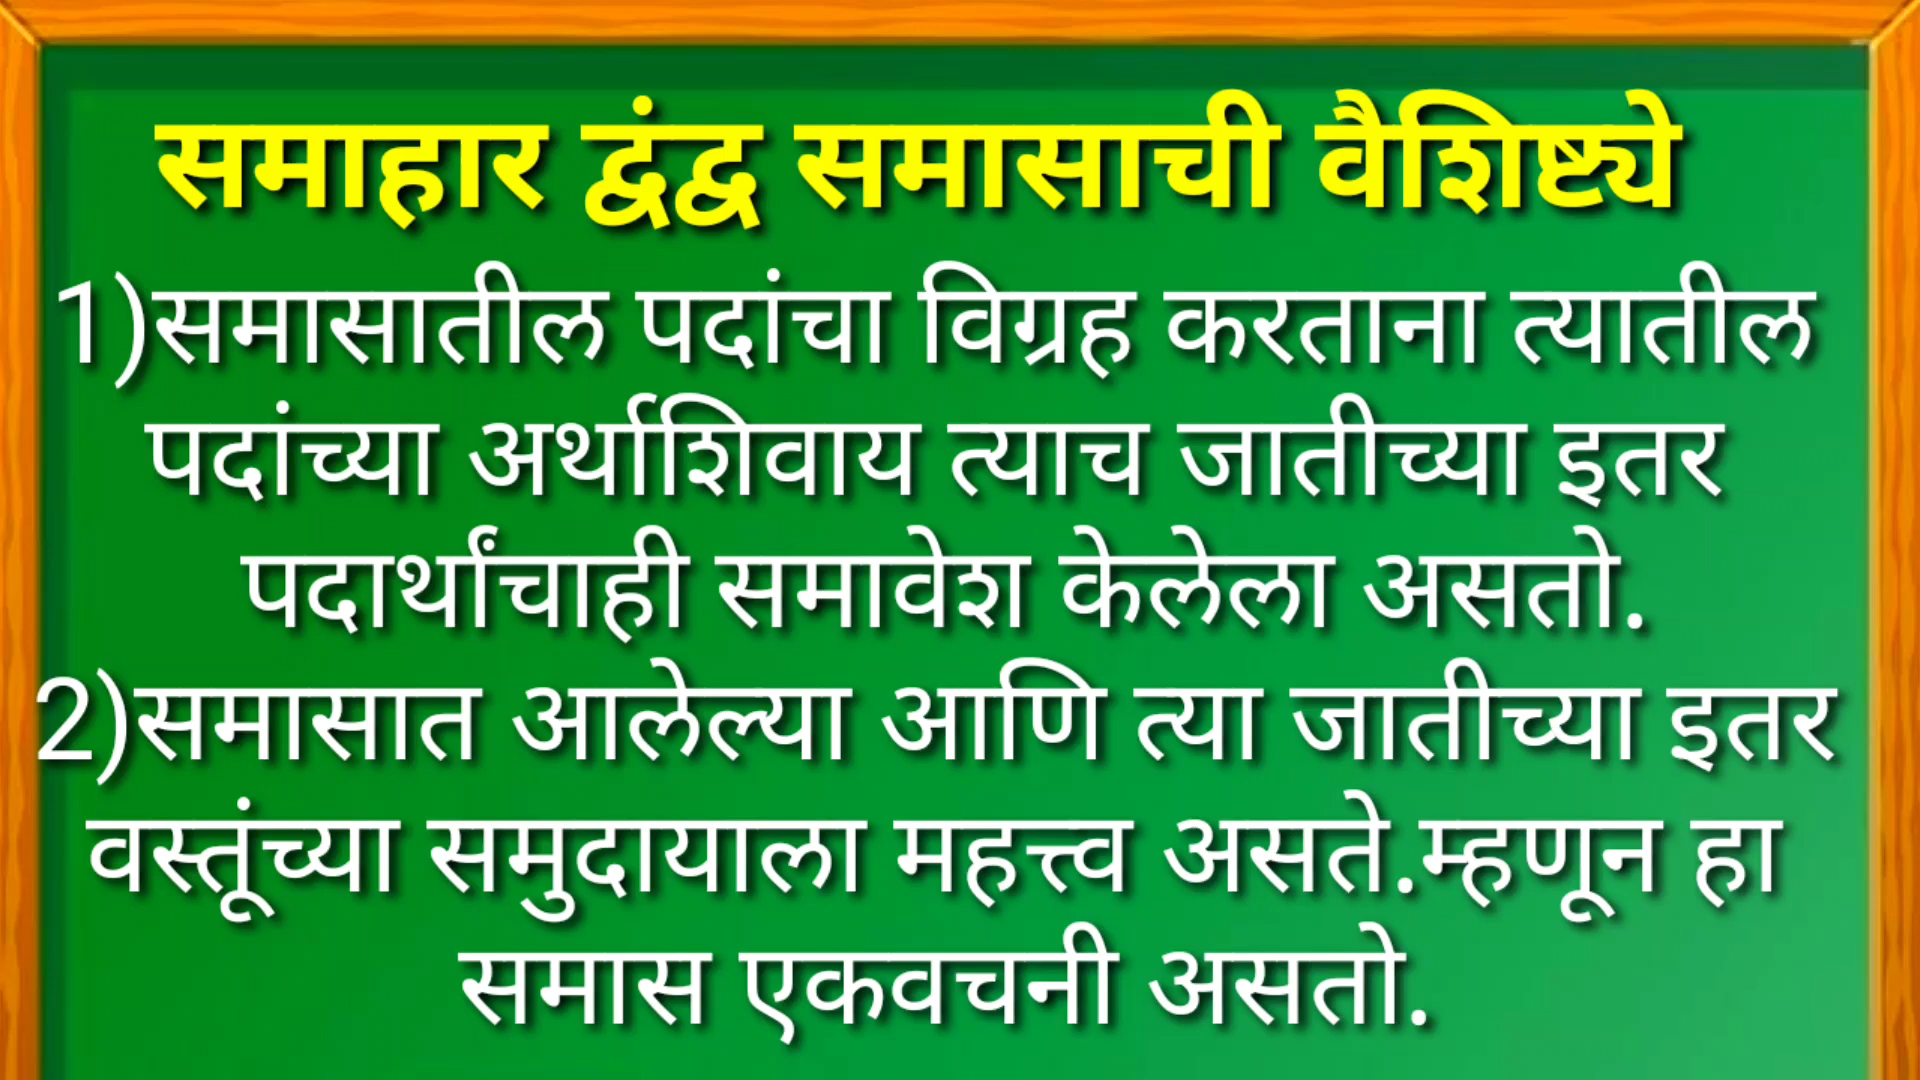 समाहार द्वंद्व समासाची वैशिष्ट्ये
1)समासातील पदांचा विग्रह करताना त्यातील
पदांच्या अर्थाशिवाय त्याच जातीच्या इतर
पदार्थांचाही समावेश केलेला असतो.
2)समासात आलेल्या आणि त्या जातीच्या इतर
वस्तूंच्या समुदायाला महत्त्व असते.म्हणून हा
समास एकवचनी असतो.